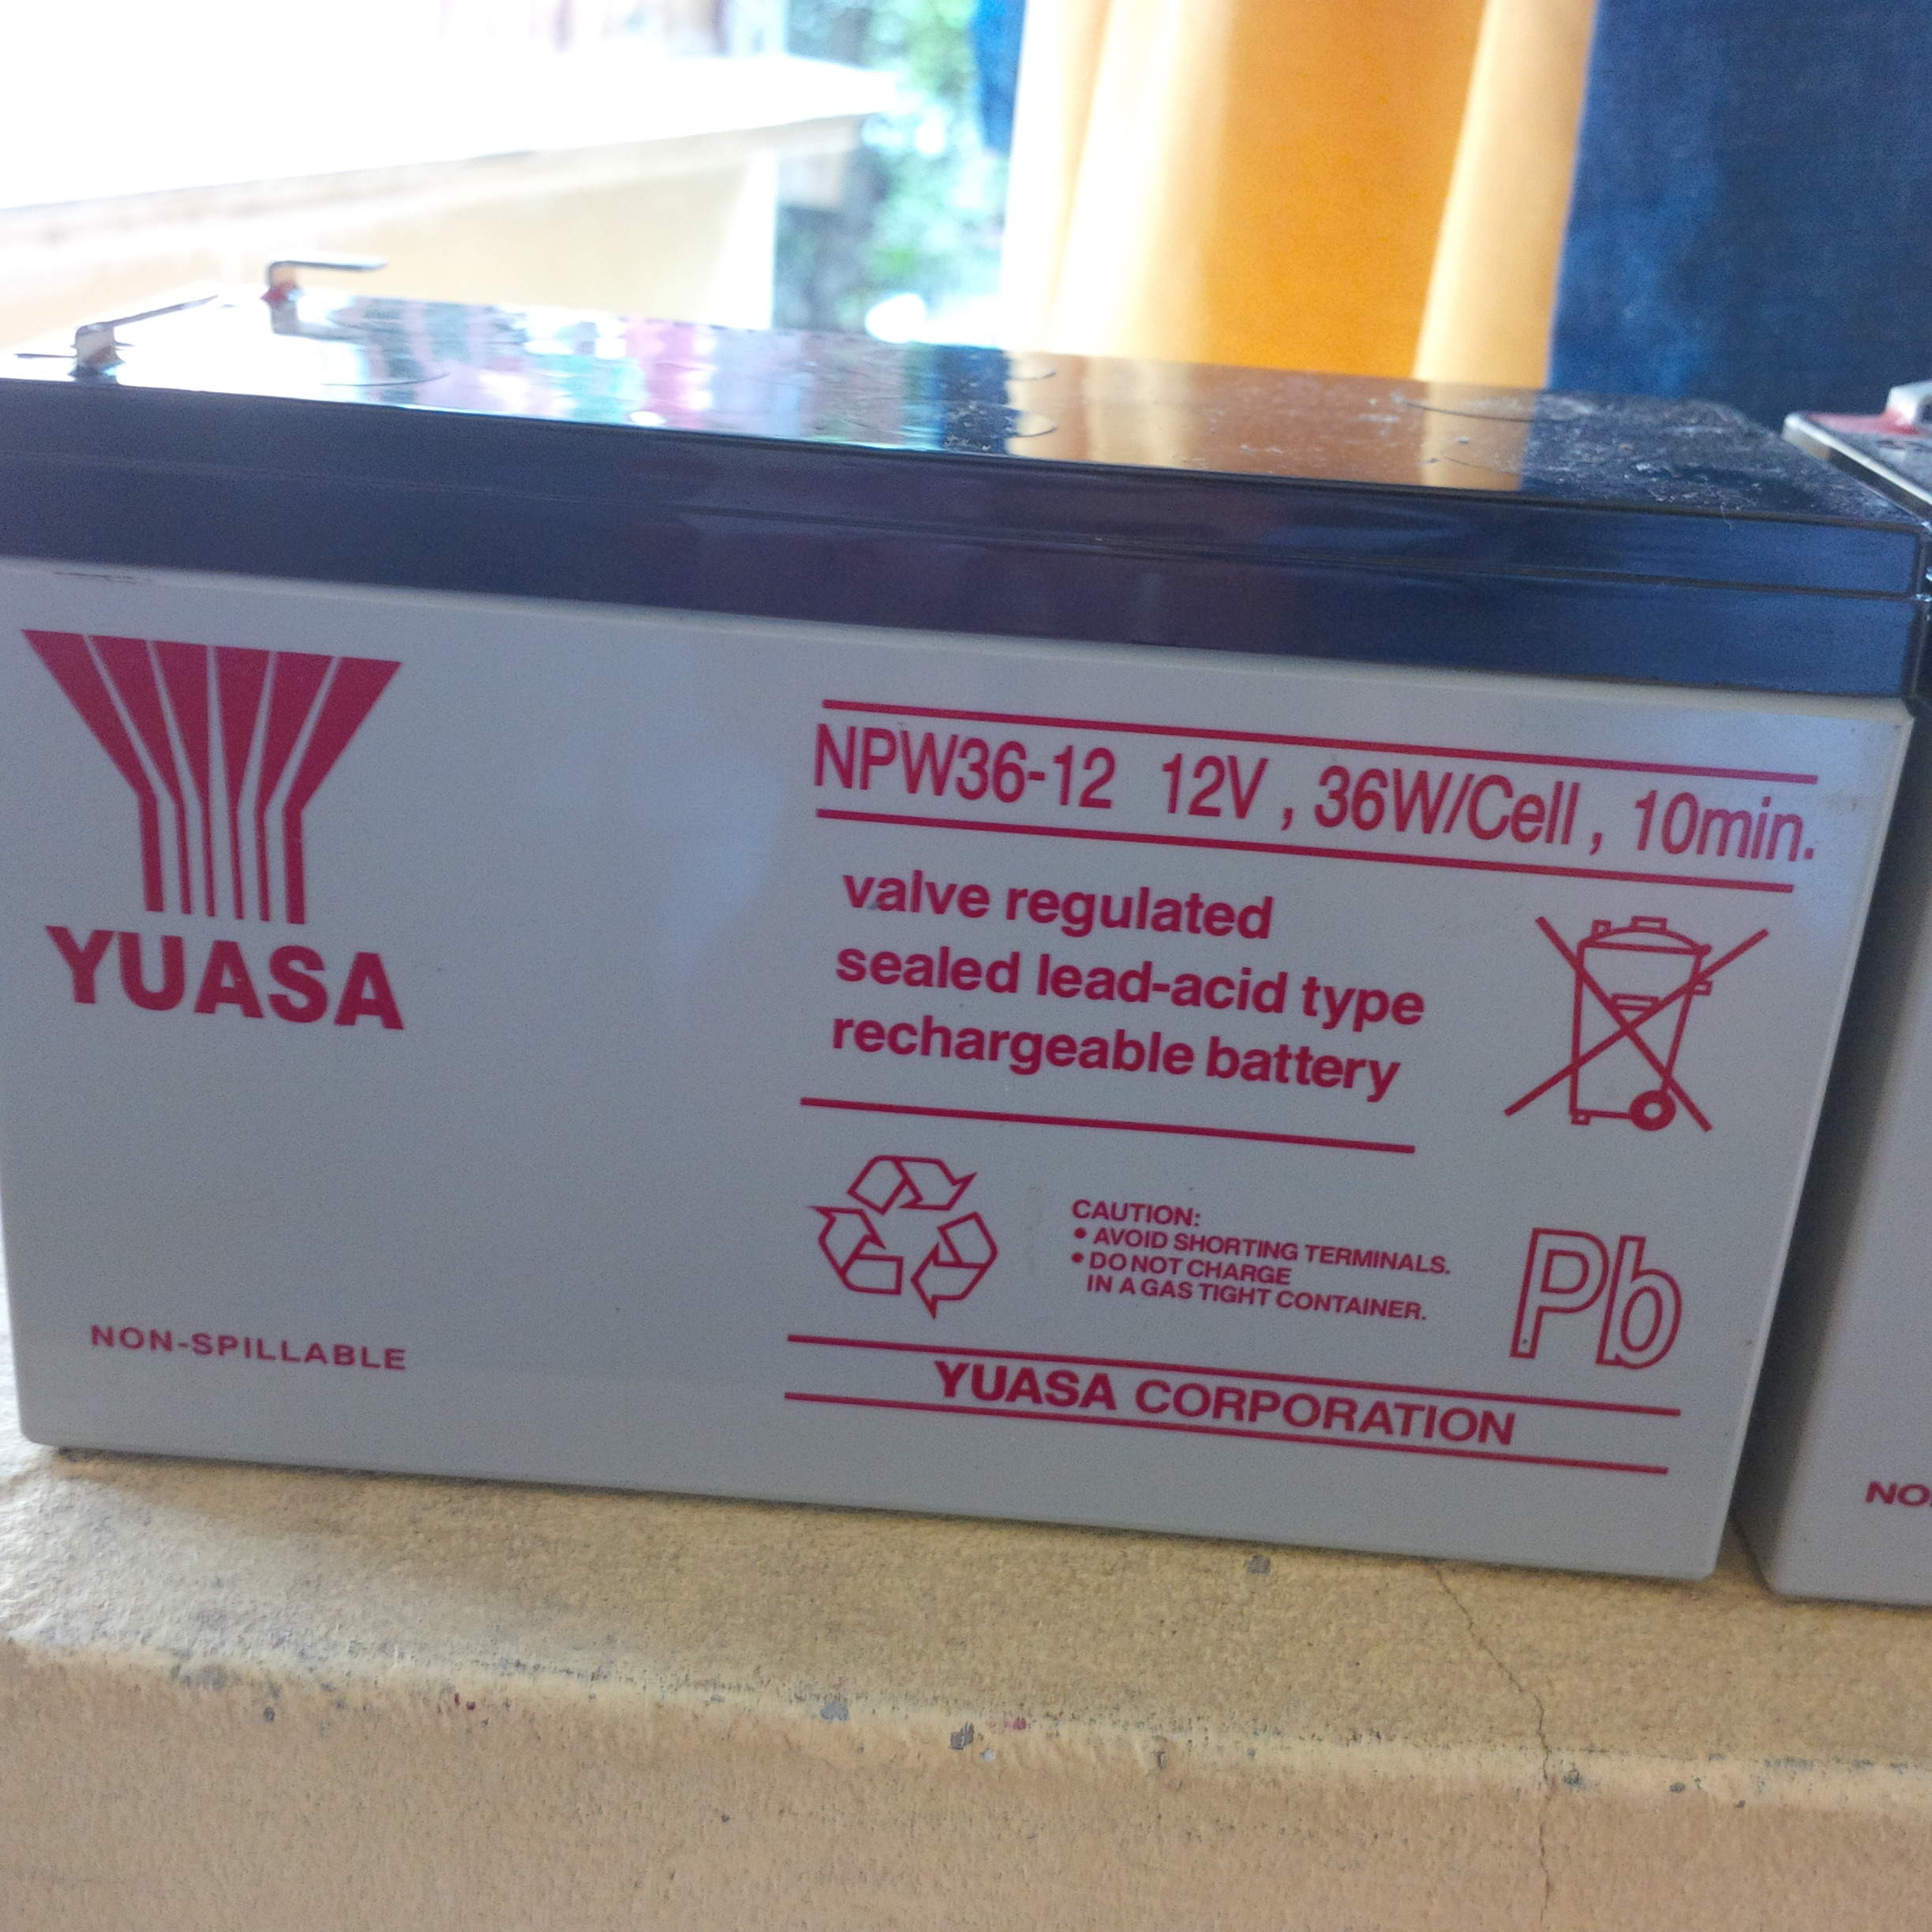 YUASA
NON-SPILLABLE
NPW36-12 12V , 36W/Cell , 10min.
valve regulated
sealed lead-acid type
rechargeable battery
CAUTION:
• AVOID SHORTING TERMINALS.
• DO NOT CHARGE
IN A GAS TIGHT CONTAINER.
Pb
YUASA CORPORATION
NO